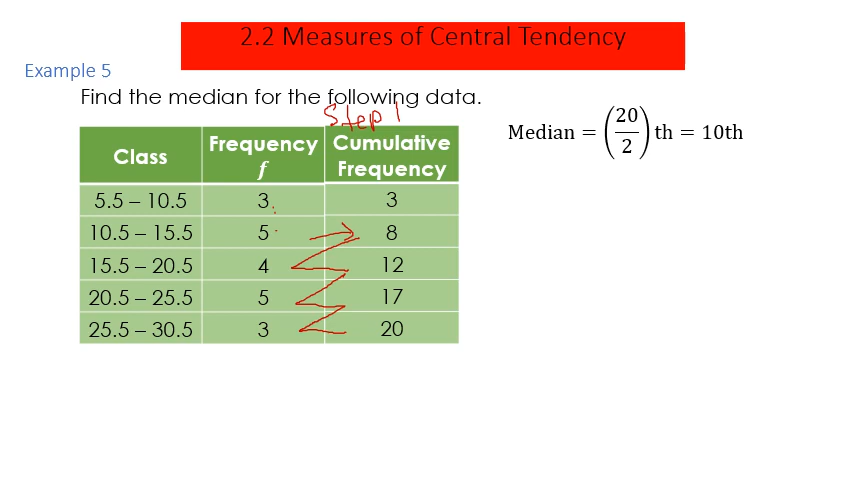 2.2 Measures of Central Tendency
Example 5
Find the median for the following data.
Step 1
Median = (20/2) th = 10th
Class Frequency f Cumulative Frequency
5.5 – 10.5 3 3
10.5 – 15.5 5 8
15.5 – 20.5 4 12
20.5 – 25.5 5 17
25.5 – 30.5 3 20